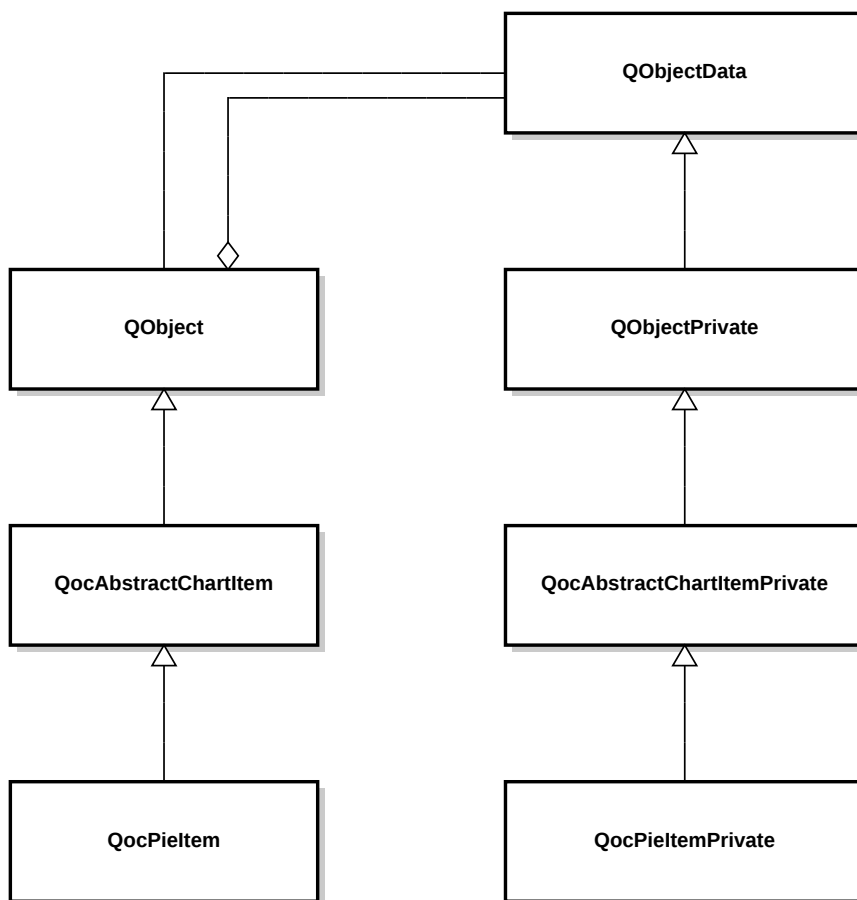 QObjectData
QObject
QObjectPrivate
QocAbstractChartItem
QocAbstractChartItemPrivate
QocPieItem
QocPieItemPrivate